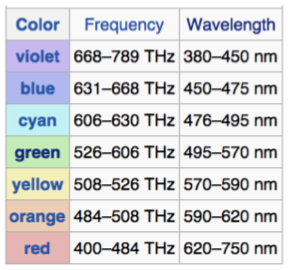 Color Frequency Wavelength
violet 668–789 THz 380–450 nm
blue 631–668 THz 450–475 nm
cyan 606–630 THz 476–495 nm
green 526–606 THz 495–570 nm
yellow 508–526 THz 570–590 nm
orange 484–508 THz 590–620 nm
red 400–484 THz 620–750 nm